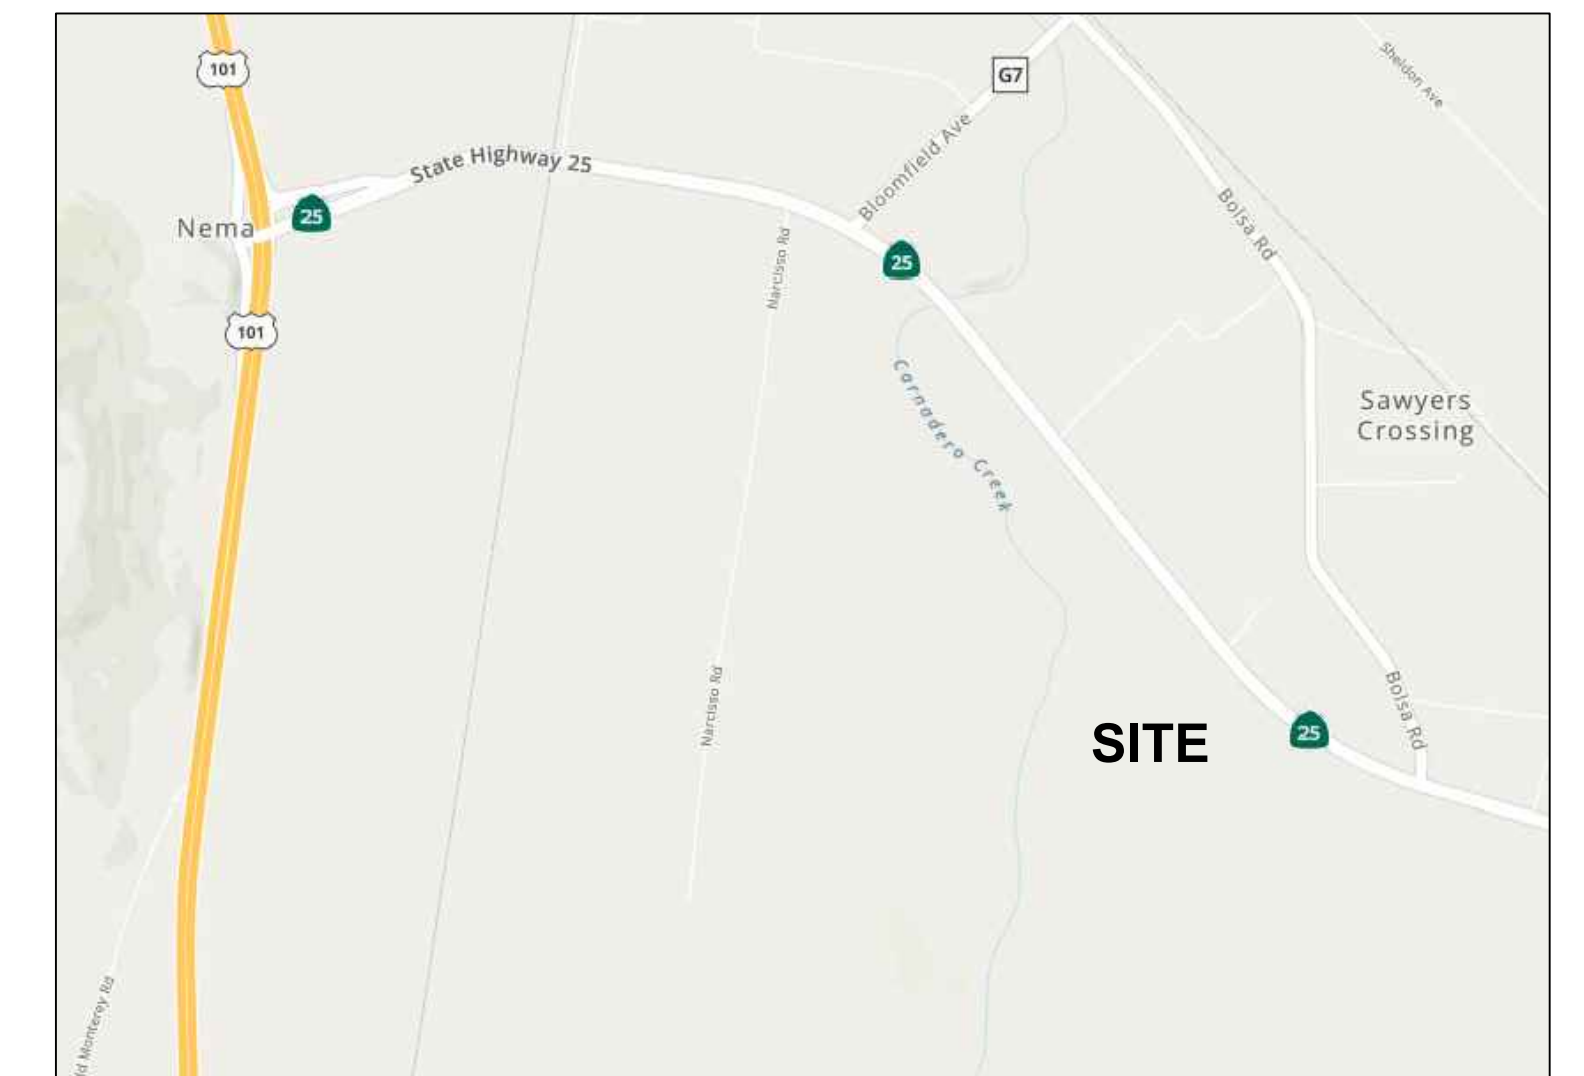 101
G7
Sheldon Ave
State Highway 25
Bloomfield Ave
25
Nema
Bolsa Rd
Narcisso Rd
25
101
Carnadero Creek
Sawyers
Crossing
Narcisso Rd
Bolsa Rd
SITE
25
ld Monterey Rd